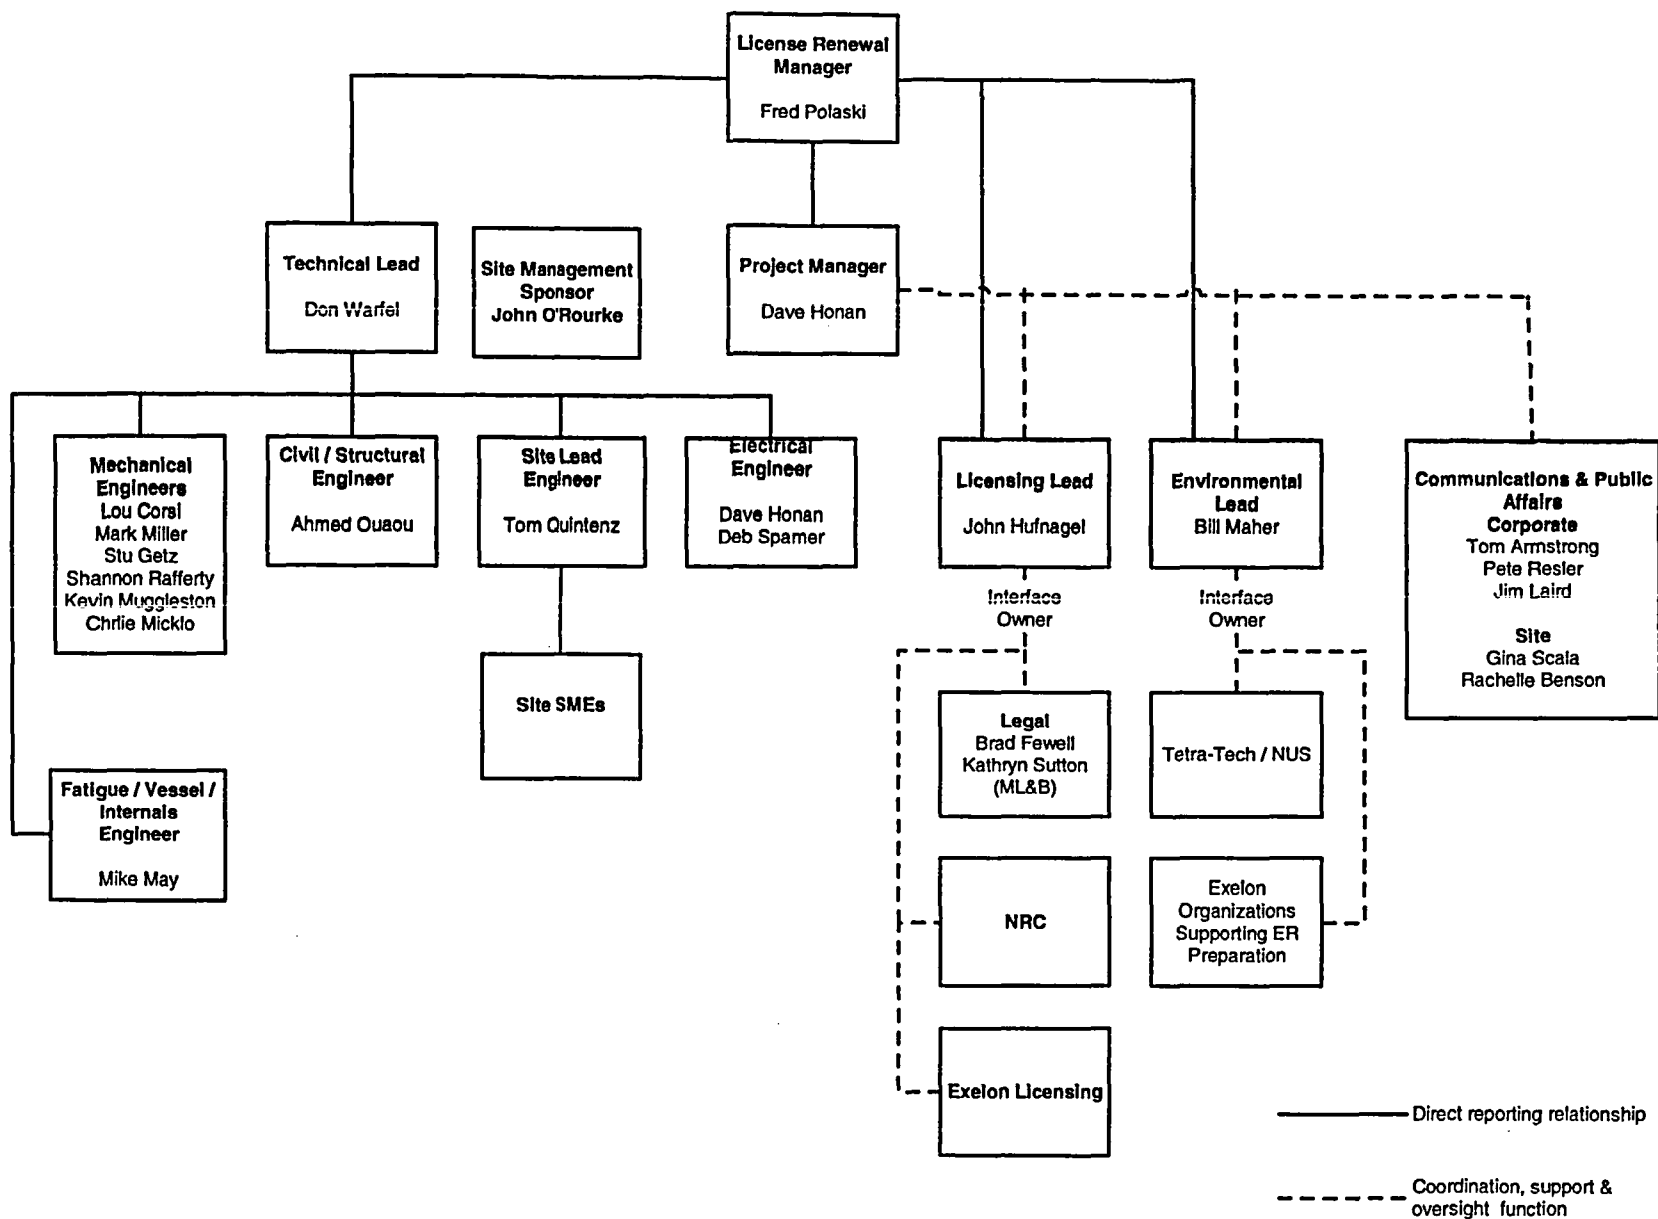 License Renewal
Manager
Fred Polaski
Technical Lead
Don Warfel
Site Management
Sponsor
John O'Rourke
Project Manager
Dave Honan
Mechanical
Engineers
Lou Corsi
Mark Miller
Stu Getz
Shannon Rafferty
Kevin Muggleston
Chrlie Micklo
Civil / Structural
Engineer
Ahmed Ouaou
Site Lead
Engineer
Tom Quintenz
Electrical
Engineer
Dave Honan
Deb Spamer
Licensing Lead
John Hufnagel
Environmental
Lead
Bill Maher
Communications & Public
Affairs
Corporate
Tom Armstrong
Pete Resler
Jim Laird
Site
Gina Scala
Rachelle Benson
Interface
Owner
Interface
Owner
Site SMEs
Legal
Brad Fewell
Kathryn Sutton
(ML&B)
Tetra-Tech / NUS
Fatigue / Vessel /
Internals
Engineer
Mike May
NRC
Exelon
Organizations
Supporting ER
Preparation
Exelon Licensing
Direct reporting relationship
Coordination, support &
oversight function